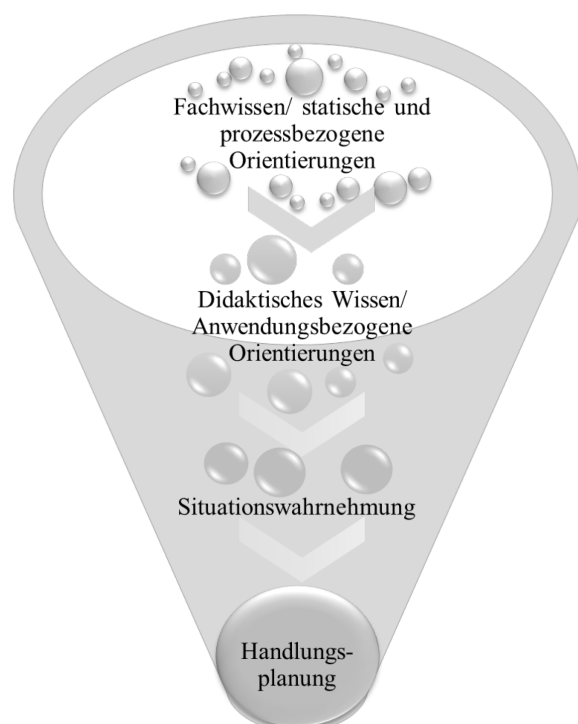 Fachwissen/ statische und
prozessbezogene
Orientierungen
Didaktisches Wissen/
Anwendungsbezogene
Orientierungen
Situationswahrnehmung
Handlungs-
planung